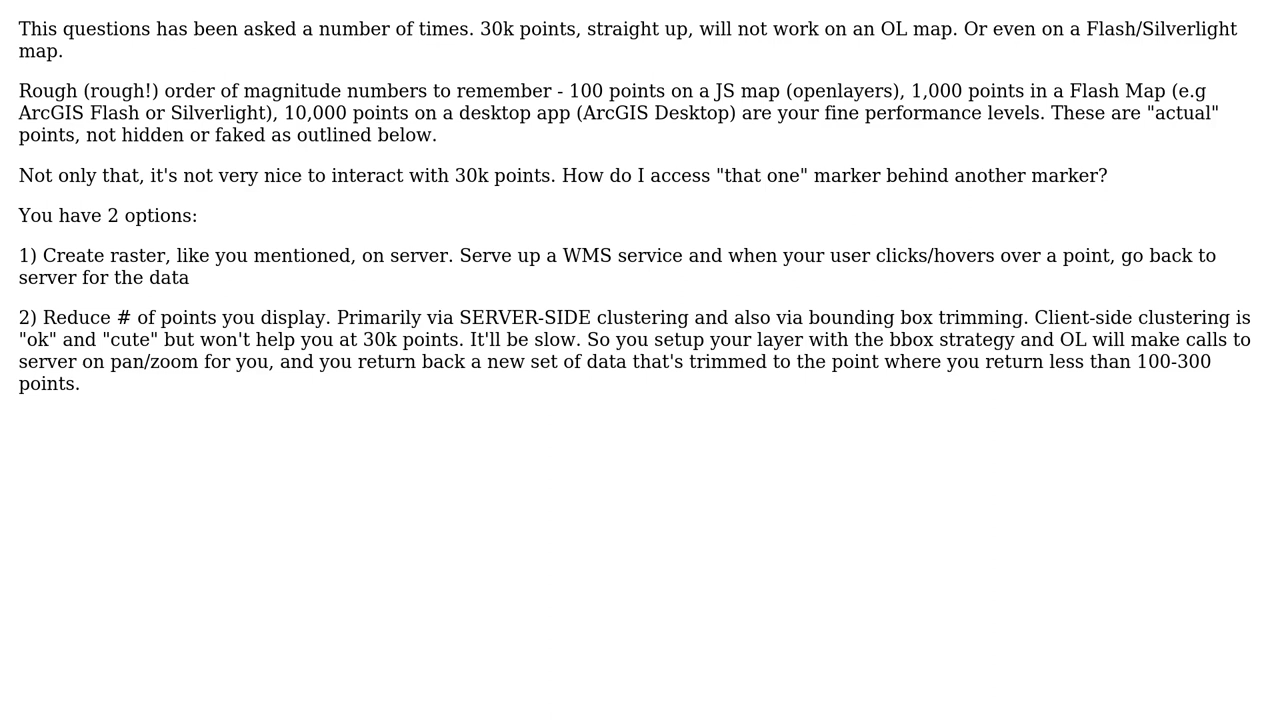 This questions has been asked a number of times. 30k points, straight up, will not work on an OL map. Or even on a Flash/Silverlight
map.
Rough (rough!) order of magnitude numbers to remember - 100 points on a JS map (openlayers), 1,000 points in a Flash Map (e.g
ArcGIS Flash or Silverlight), 10,000 points on a desktop app (ArcGIS Desktop) are your fine performance levels. These are "actual"
points, not hidden or faked as outlined below.
Not only that, it's not very nice to interact with 30k points. How do I access "that one" marker behind another marker?
You have 2 options:
1) Create raster, like you mentioned, on server. Serve up a WMS service and when your user clicks/hovers over a point, go back to
server for the data
2) Reduce # of points you display. Primarily via SERVER-SIDE clustering and also via bounding box trimming. Client-side clustering is
"ok" and "cute" but won't help you at 30k points. It'll be slow. So you setup your layer with the bbox strategy and OL will make calls to
server on pan/zoom for you, and you return back a new set of data that's trimmed to the point where you return less than 100-300
points.